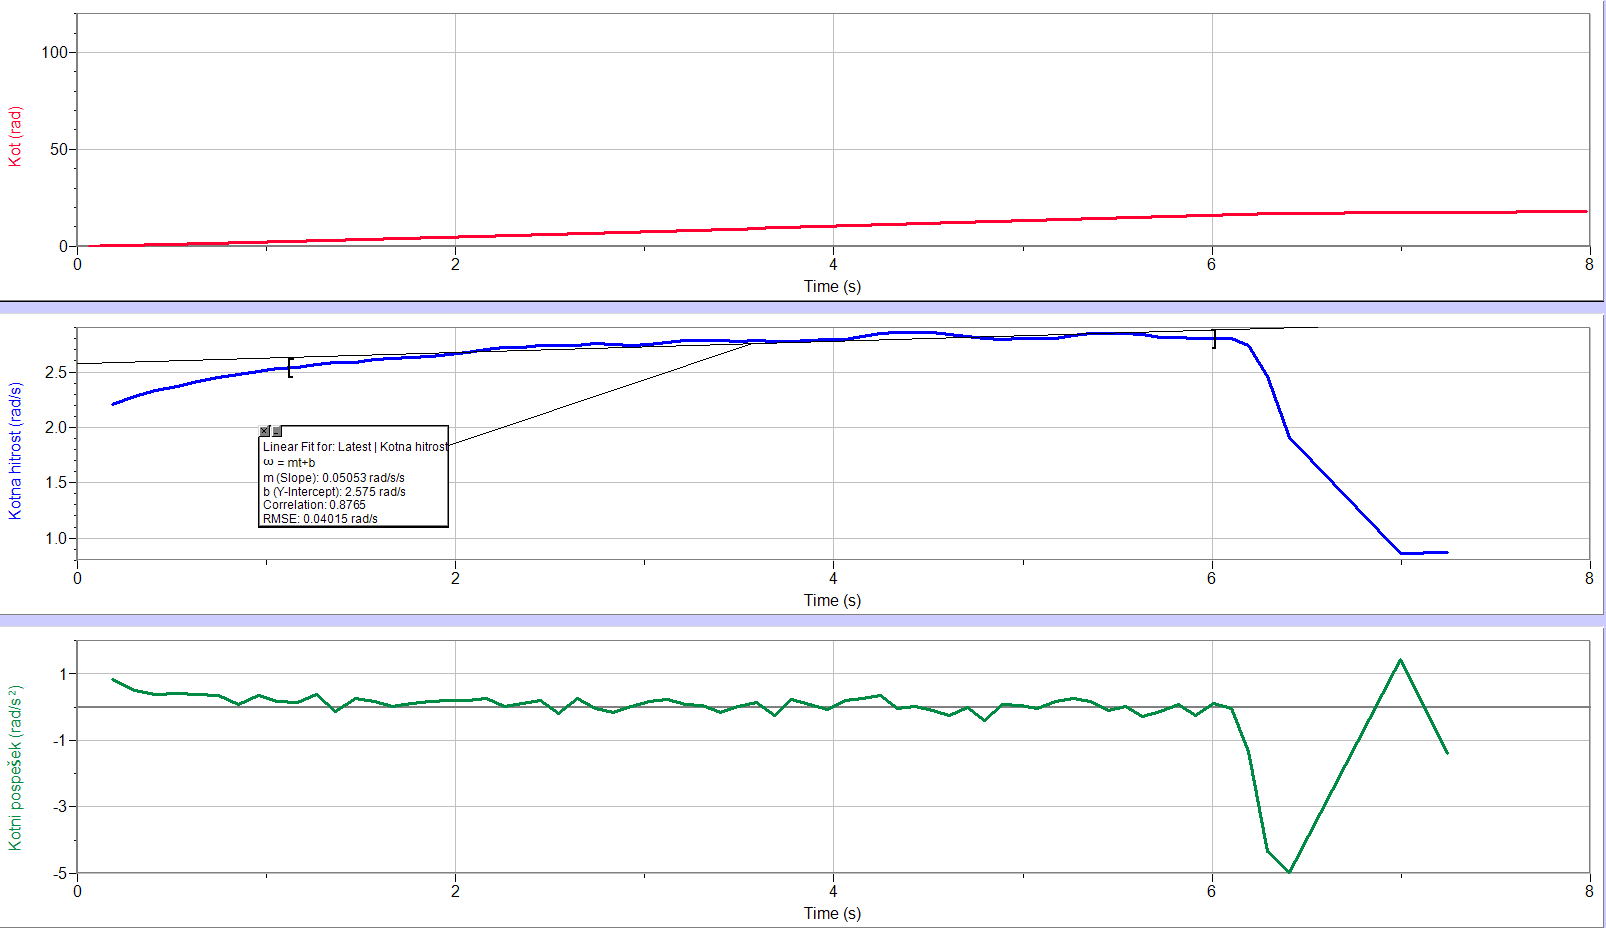 Kot (rad)
100
50
0
0 2 4 6 8
Time (s)
Kotna hitrost (rad/s)
2.5
2.0
1.5
1.0
Linear Fit for: Latest | Kotna hitrost
ω = mt+b
m (Slope): 0.05053 rad/s/s
b (Y-Intercept): 2.575 rad/s
Correlation: 0.8765
RMSE: 0.04015 rad/s
0 2 4 6 8
Time (s)
Kotni pospešek (rad/s²)
1
-1
-3
-5
0 2 4 6 8
Time (s)